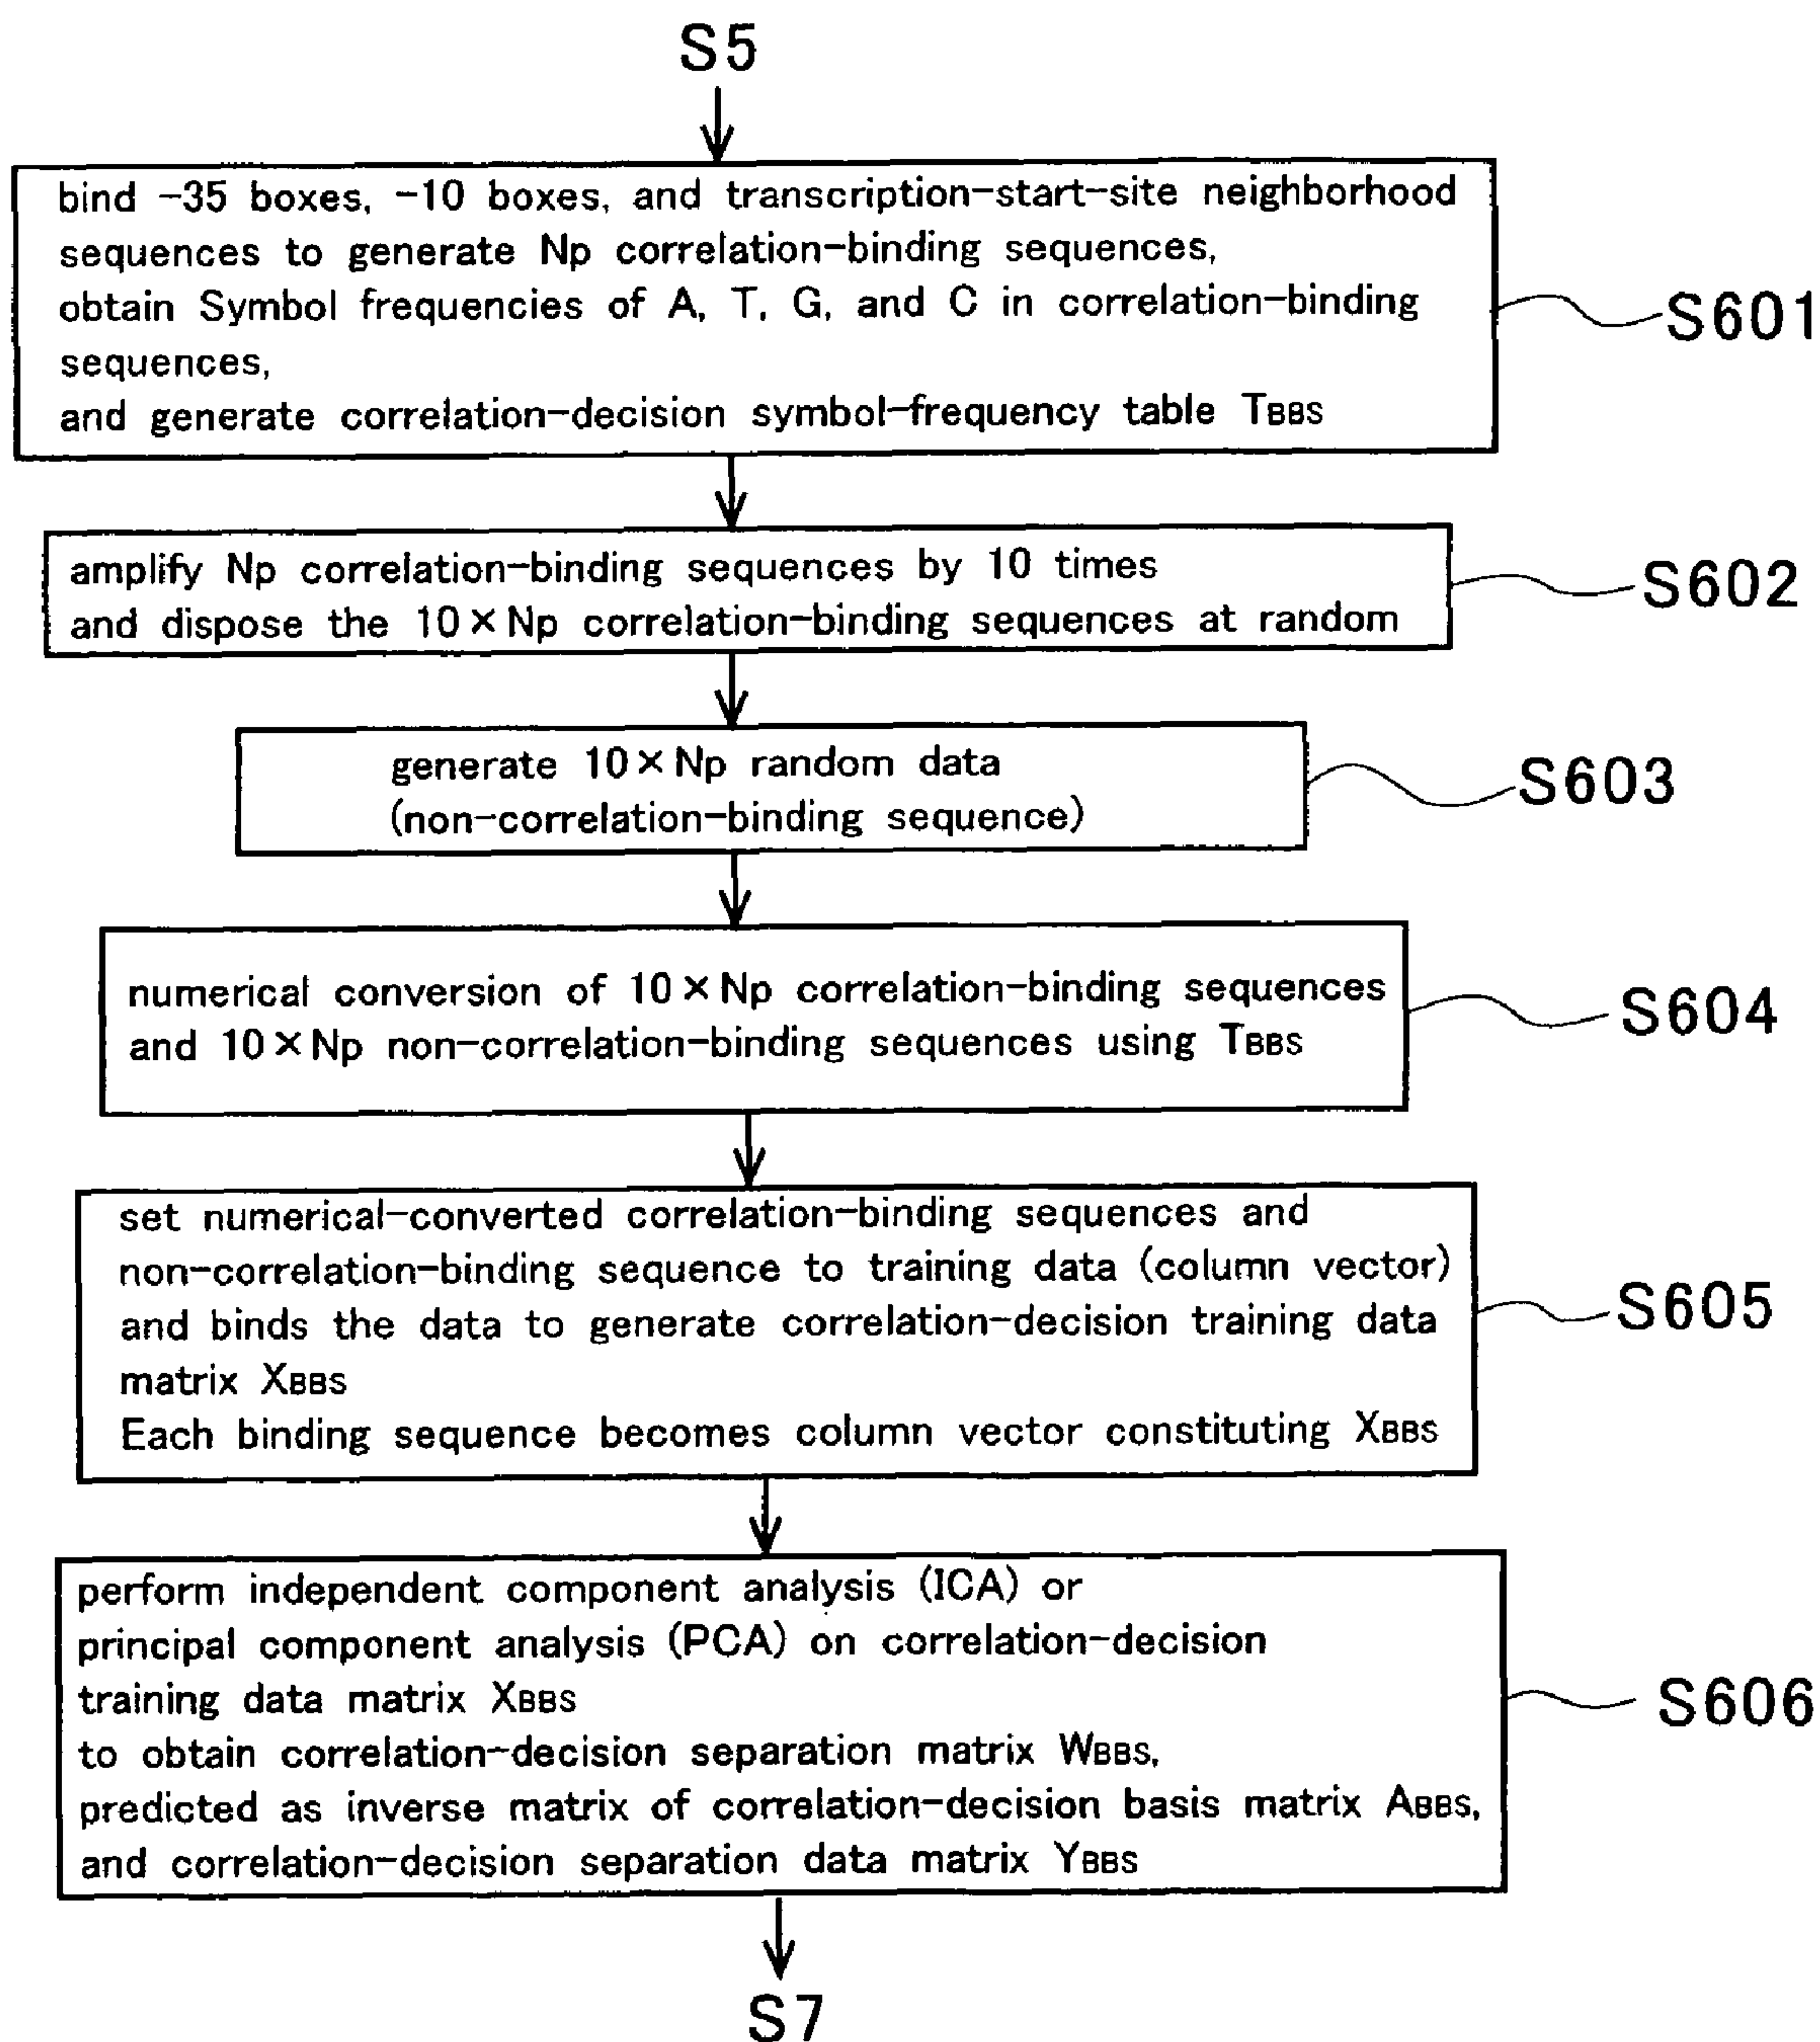 S5
bind -35 boxes, -10 boxes, and transcription-start-site neighborhood
sequences to generate Np correlation-binding sequences,
obtain Symbol frequencies of A, T, G, and C in correlation-binding
sequences,
and generate correlation-decision symbol-frequency table TBBS
S601
amplify Np correlation-binding sequences by 10 times
and dispose the 10×Np correlation-binding sequences at random
S602
generate 10×Np random data
(non-correlation-binding sequence)
S603
numerical conversion of 10×Np correlation-binding sequences
and 10×Np non-correlation-binding sequences using TBBS
S604
set numerical-converted correlation-binding sequences and
non-correlation-binding sequence to training data (column vector)
and binds the data to generate correlation-decision training data
matrix XBBS
Each binding sequence becomes column vector constituting XBBS
S605
perform independent component analysis (ICA) or
principal component analysis (PCA) on correlation-decision
training data matrix XBBS
to obtain correlation-decision separation matrix WBBS,
predicted as inverse matrix of correlation-decision basis matrix ABBS,
and correlation-decision separation data matrix YBBS
S606
S7